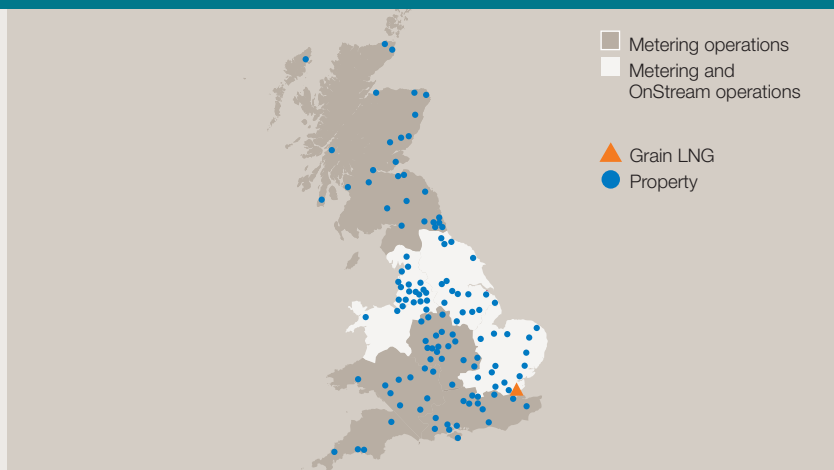 Metering operations
Metering and
OnStream operations
Grain LNG
Property